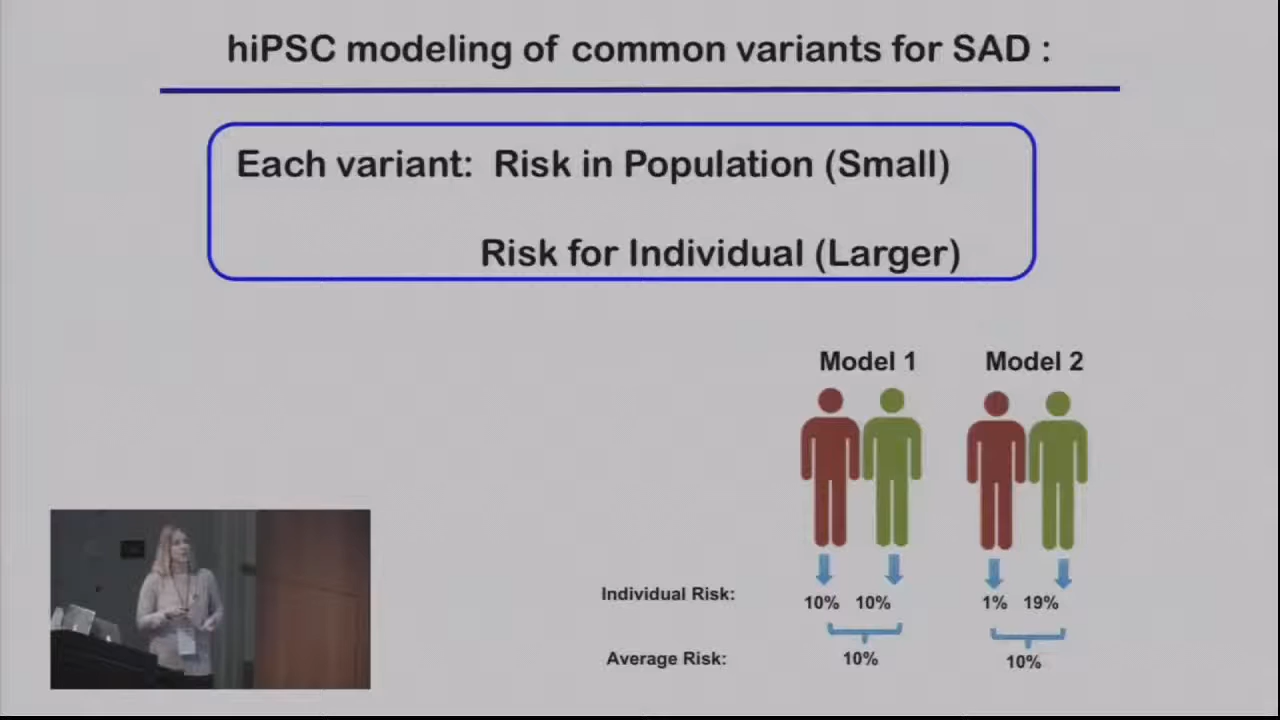 hiPSC modeling of common variants for SAD :
Each variant: Risk in Population (Small)
Risk for Individual (Larger)
Model 1 Model 2
Individual Risk: 10% 10% 1% 19%
Average Risk: 10% 10%